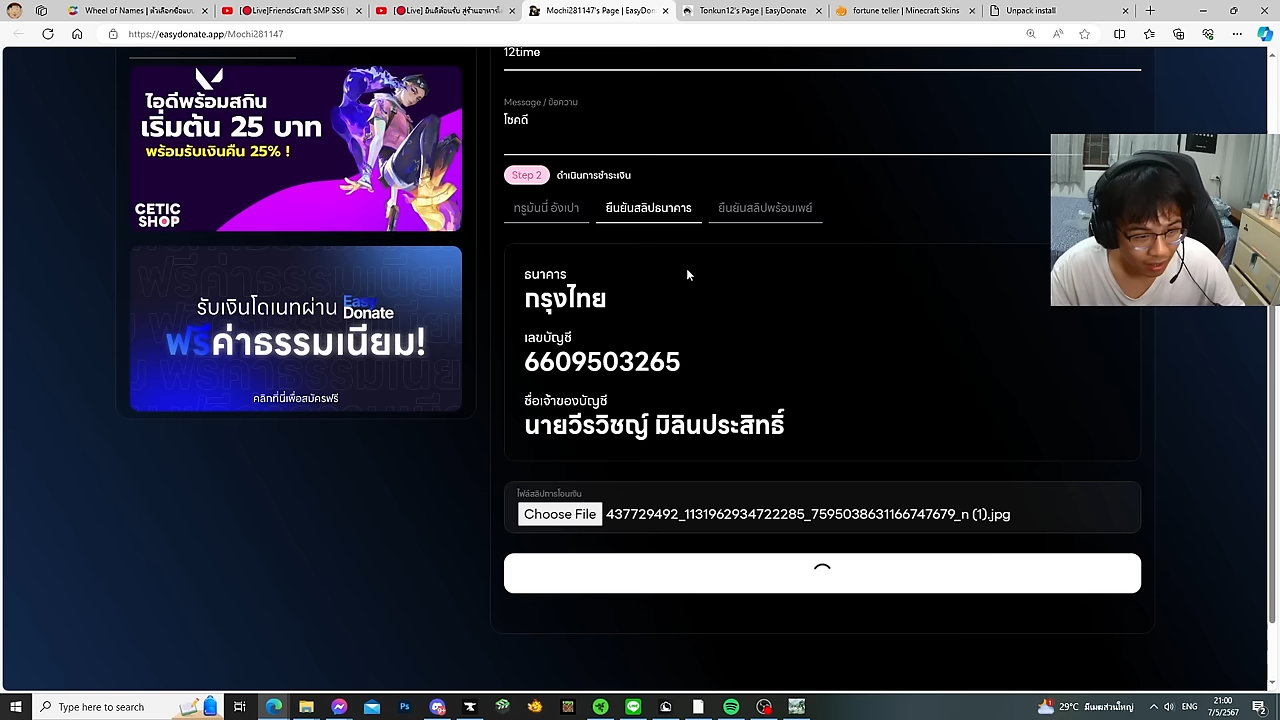 Wheel of Names | ตัวเลือกชื่อแบบ
[🔴Live]FriendsCraft SMP SS6
[🔴Live] มีแต่ต้อนรับ สู่ร้านอาหาร
Mochi281147's Page | EasyDon
Tonkun12's Page | EasyDonate
fortune teller | Minecraft Skins
Unpack install
https://easydonate.app/Mochi281147
12time
Message / ข้อความ
โชคดี
ไอดีพร้อมสกิน
เริ่มต้น 25 บาท
พร้อมรับเงินคืน 25% !
CETIC
SHOP
Step 2 ดำเนินการชำระเงิน
ทรูมันนี่ อั่งเปา ยืนยันสลิปธนาคาร ยืนยันสลิปพร้อมเพย์
ธนาคาร
กรุงไทย
เลขบัญชี
6609503265
ชื่อเจ้าของบัญชี
นายวีรวิชญ์ มิลินประสิทธิ์
รับเงินโดเนทผ่าน Easy Donate
ฟรีค่าธรรมเนียม!
คลิกที่นี่เพื่อสมัครฟรี
ไฟล์สลิปการโอนเงิน
Choose File 437729492_1131962934722285_7595038631166747679_n (1).jpg
Type here to search
29°C มีเมฆส่วนใหญ่
ENG
21:00
7/5/2567